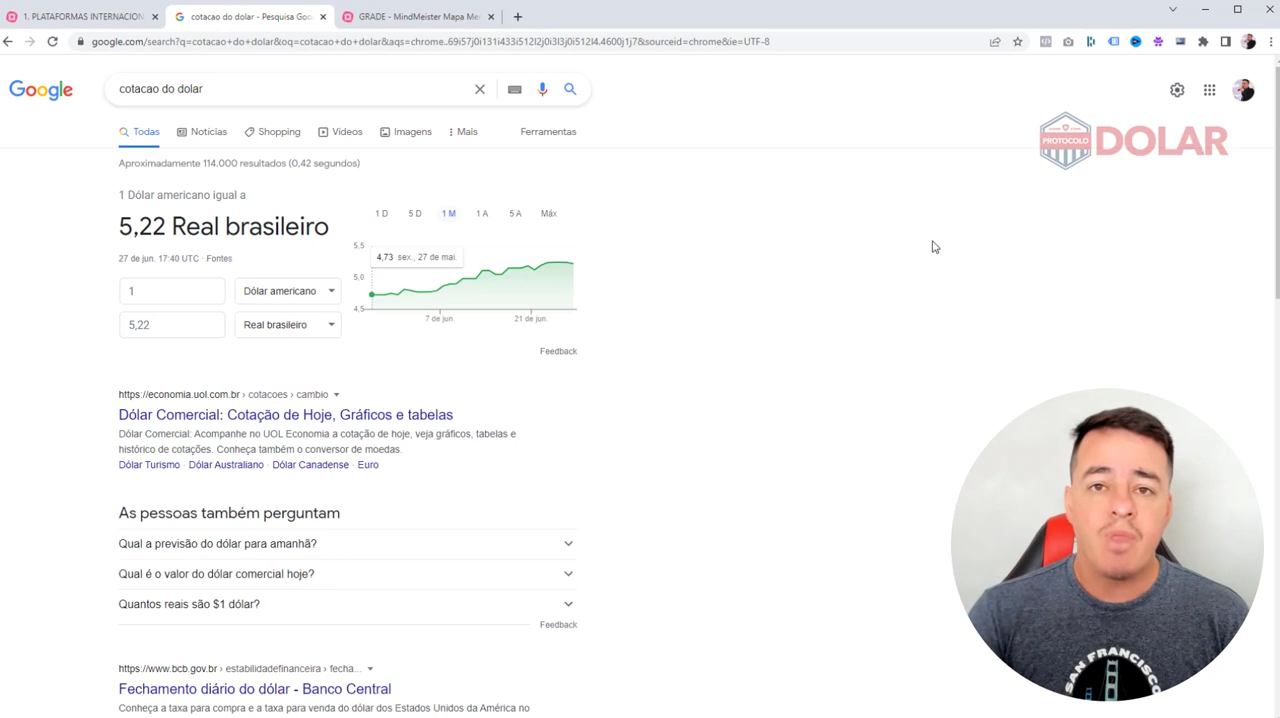 1. PLATAFORMAS INTERNACION
cotacao do dolar - Pesquisa Goo
GRADE - MindMeister Mapa Me
google.com/search?q=cotacao+do+dolar&oq=cotacao+do+dolar&aqs=chrome..69i57j0i131i433i512l2j0i3l3j0i512l4.4600j1j7&sourceid=chrome&ie=UTF-8
Google
cotacao do dolar
Todas
Notícias
Shopping
Vídeos
Imagens
Mais
Ferramentas
PROTOCOLO
DOLAR
Aproximadamente 114.000 resultados (0,42 segundos)
1 Dólar americano igual a
5,22 Real brasileiro
27 de jun. 17:40 UTC · Fontes
1
Dólar americano
5,22
Real brasileiro
1 D
5 D
1 M
1 A
5 A
Máx
5,5
5,0
4,5
4,73 sex., 27 de mai.
7 de jun.
21 de jun.
Feedback
https://economia.uol.com.br › cotacoes › cambio
Dólar Comercial: Cotação de Hoje, Gráficos e tabelas
Dólar Comercial: Acompanhe no UOL Economia a cotação de hoje, veja gráficos, tabelas e
histórico de cotações. Conheça também o conversor de moedas.
Dólar Turismo · Dólar Australiano · Dólar Canadense · Euro
As pessoas também perguntam
Qual a previsão do dólar para amanhã?
Qual é o valor do dólar comercial hoje?
Quantos reais são $1 dólar?
Feedback
https://www.bcb.gov.br › estabilidadefinanceira › fecha...
Fechamento diário do dólar - Banco Central
Conheça a taxa para compra e a taxa para venda do dólar dos Estados Unidos da América no
SAN FRANCISCO